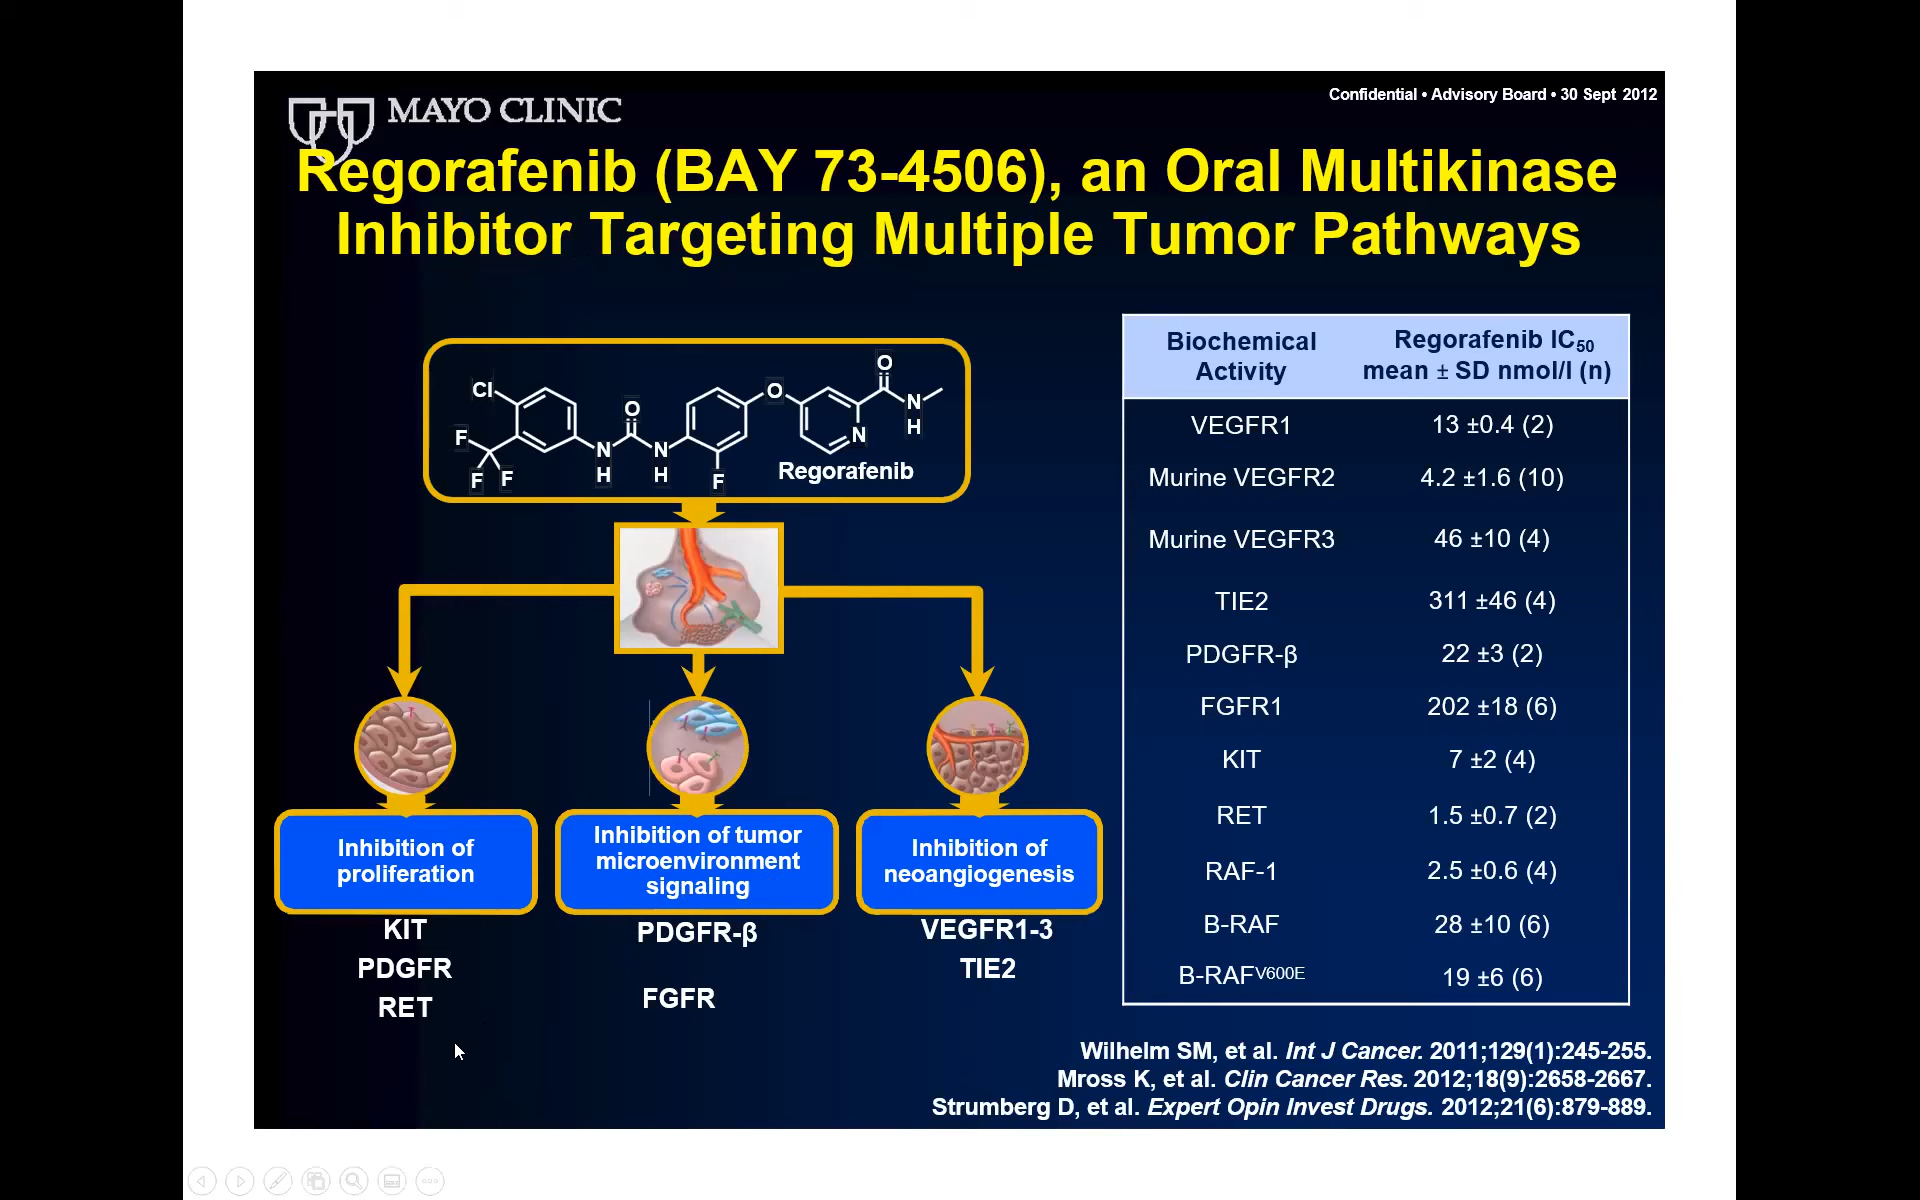 MAYO CLINIC
Confidential • Advisory Board • 30 Sept 2012
Regorafenib (BAY 73-4506), an Oral Multikinase
Inhibitor Targeting Multiple Tumor Pathways
Cl
F
F
F
O
N
H
N
H
F
O
N
O
N
H
Regorafenib
Inhibition of
proliferation
KIT
PDGFR
RET
Inhibition of tumor
microenvironment
signaling
PDGFR-β
FGFR
Inhibition of
neoangiogenesis
VEGFR1-3
TIE2
Biochemical Activity Regorafenib IC50 mean ± SD nmol/l (n)
VEGFR1 13 ±0.4 (2)
Murine VEGFR2 4.2 ±1.6 (10)
Murine VEGFR3 46 ±10 (4)
TIE2 311 ±46 (4)
PDGFR-β 22 ±3 (2)
FGFR1 202 ±18 (6)
KIT 7 ±2 (4)
RET 1.5 ±0.7 (2)
RAF-1 2.5 ±0.6 (4)
B-RAF 28 ±10 (6)
B-RAFV600E 19 ±6 (6)
Wilhelm SM, et al. Int J Cancer. 2011;129(1):245-255.
Mross K, et al. Clin Cancer Res. 2012;18(9):2658-2667.
Strumberg D, et al. Expert Opin Invest Drugs. 2012;21(6):879-889.